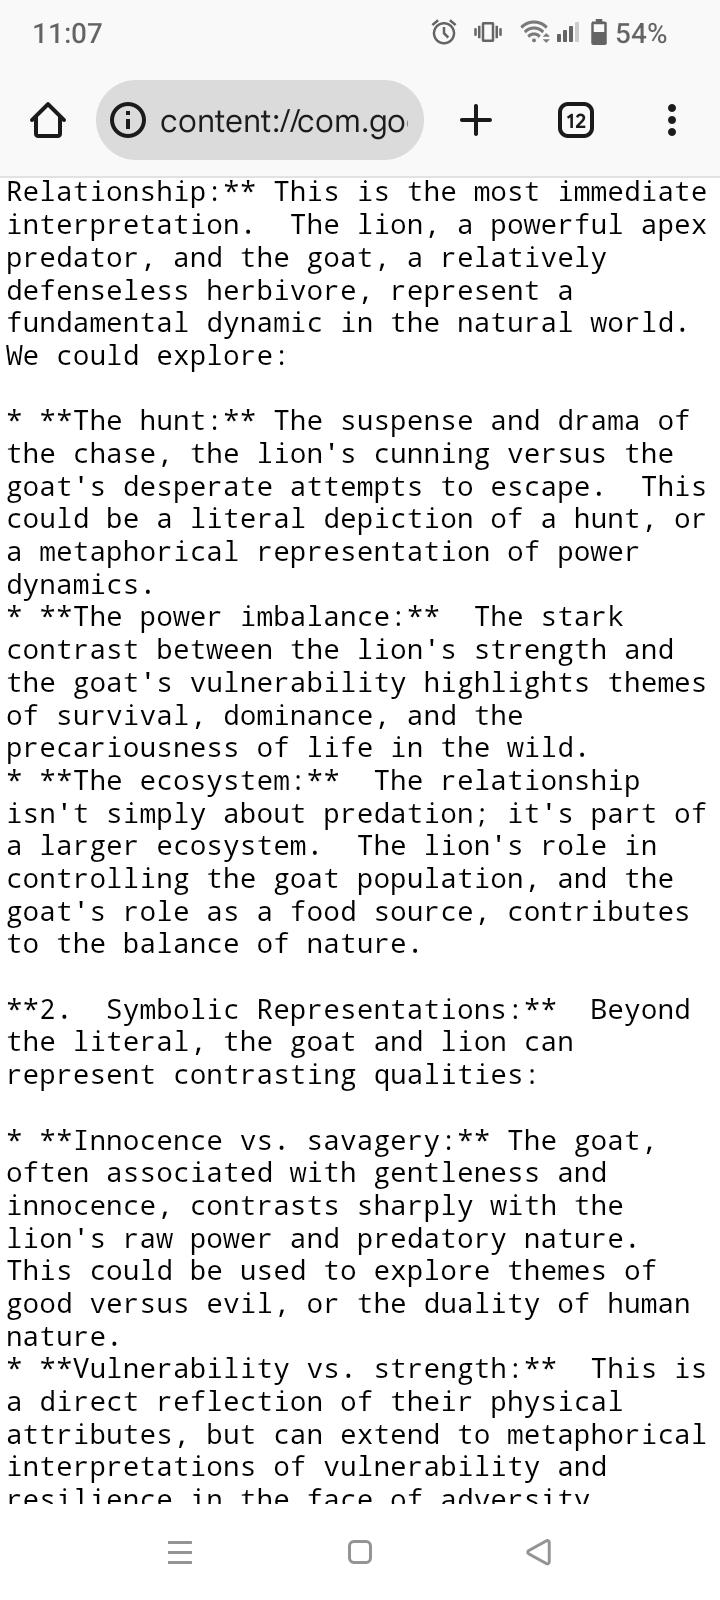 11:07
54%
content://com.go
12
Relationship:** This is the most immediate
interpretation.  The lion, a powerful apex
predator, and the goat, a relatively
defenseless herbivore, represent a
fundamental dynamic in the natural world.
We could explore:
* **The hunt:** The suspense and drama of
the chase, the lion's cunning versus the
goat's desperate attempts to escape.  This
could be a literal depiction of a hunt, or
a metaphorical representation of power
dynamics.
* **The power imbalance:**  The stark
contrast between the lion's strength and
the goat's vulnerability highlights themes
of survival, dominance, and the
precariousness of life in the wild.
* **The ecosystem:**  The relationship
isn't simply about predation; it's part of
a larger ecosystem.  The lion's role in
controlling the goat population, and the
goat's role as a food source, contributes
to the balance of nature.
**2.  Symbolic Representations:**  Beyond
the literal, the goat and lion can
represent contrasting qualities:
* **Innocence vs. savagery:** The goat,
often associated with gentleness and
innocence, contrasts sharply with the
lion's raw power and predatory nature.
This could be used to explore themes of
good versus evil, or the duality of human
nature.
* **Vulnerability vs. strength:**  This is
a direct reflection of their physical
attributes, but can extend to metaphorical
interpretations of vulnerability and
resilience in the face of adversity